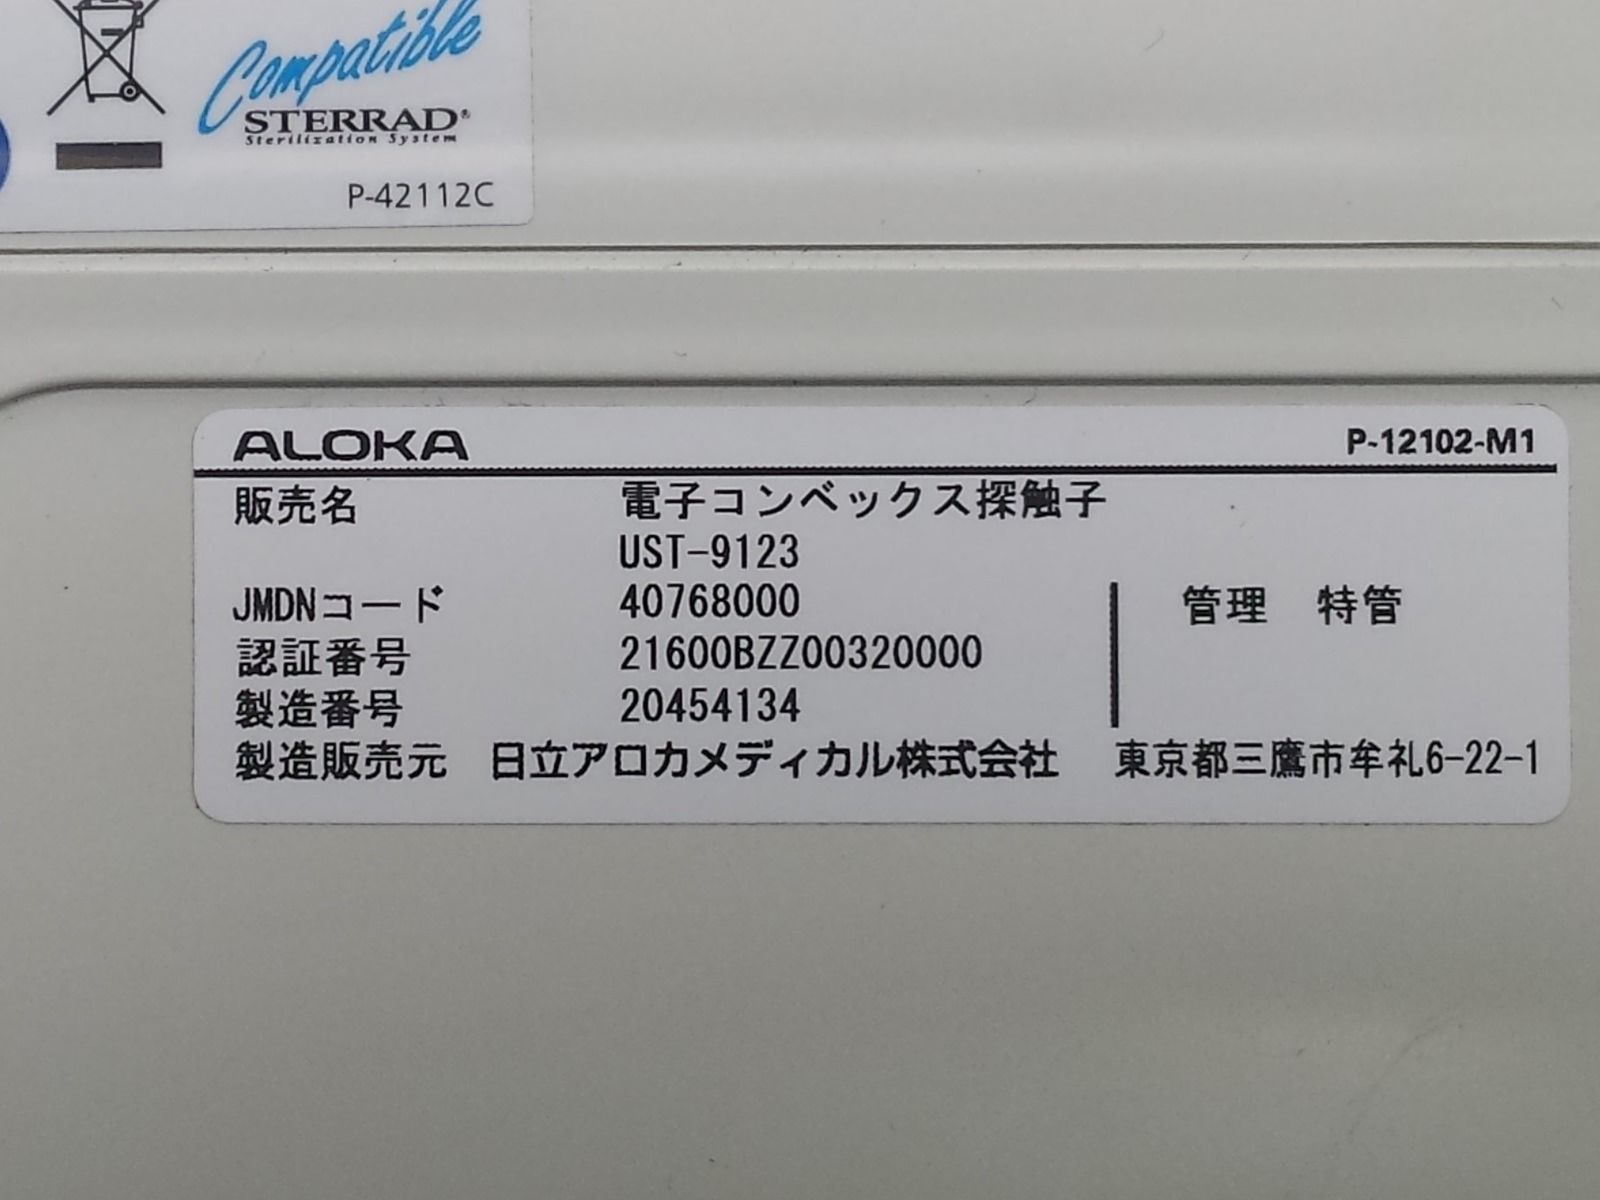 Compatible
STERRAD®
Sterilization System
P-42112C
ALOKA P-12102-M1
販売名 電子コンベックス探触子
UST-9123
JMDNコード 40768000 管理 特管
認証番号 21600BZZ00320000
製造番号 20454134
製造販売元 日立アロカメディカル株式会社 東京都三鷹市牟礼6-22-1